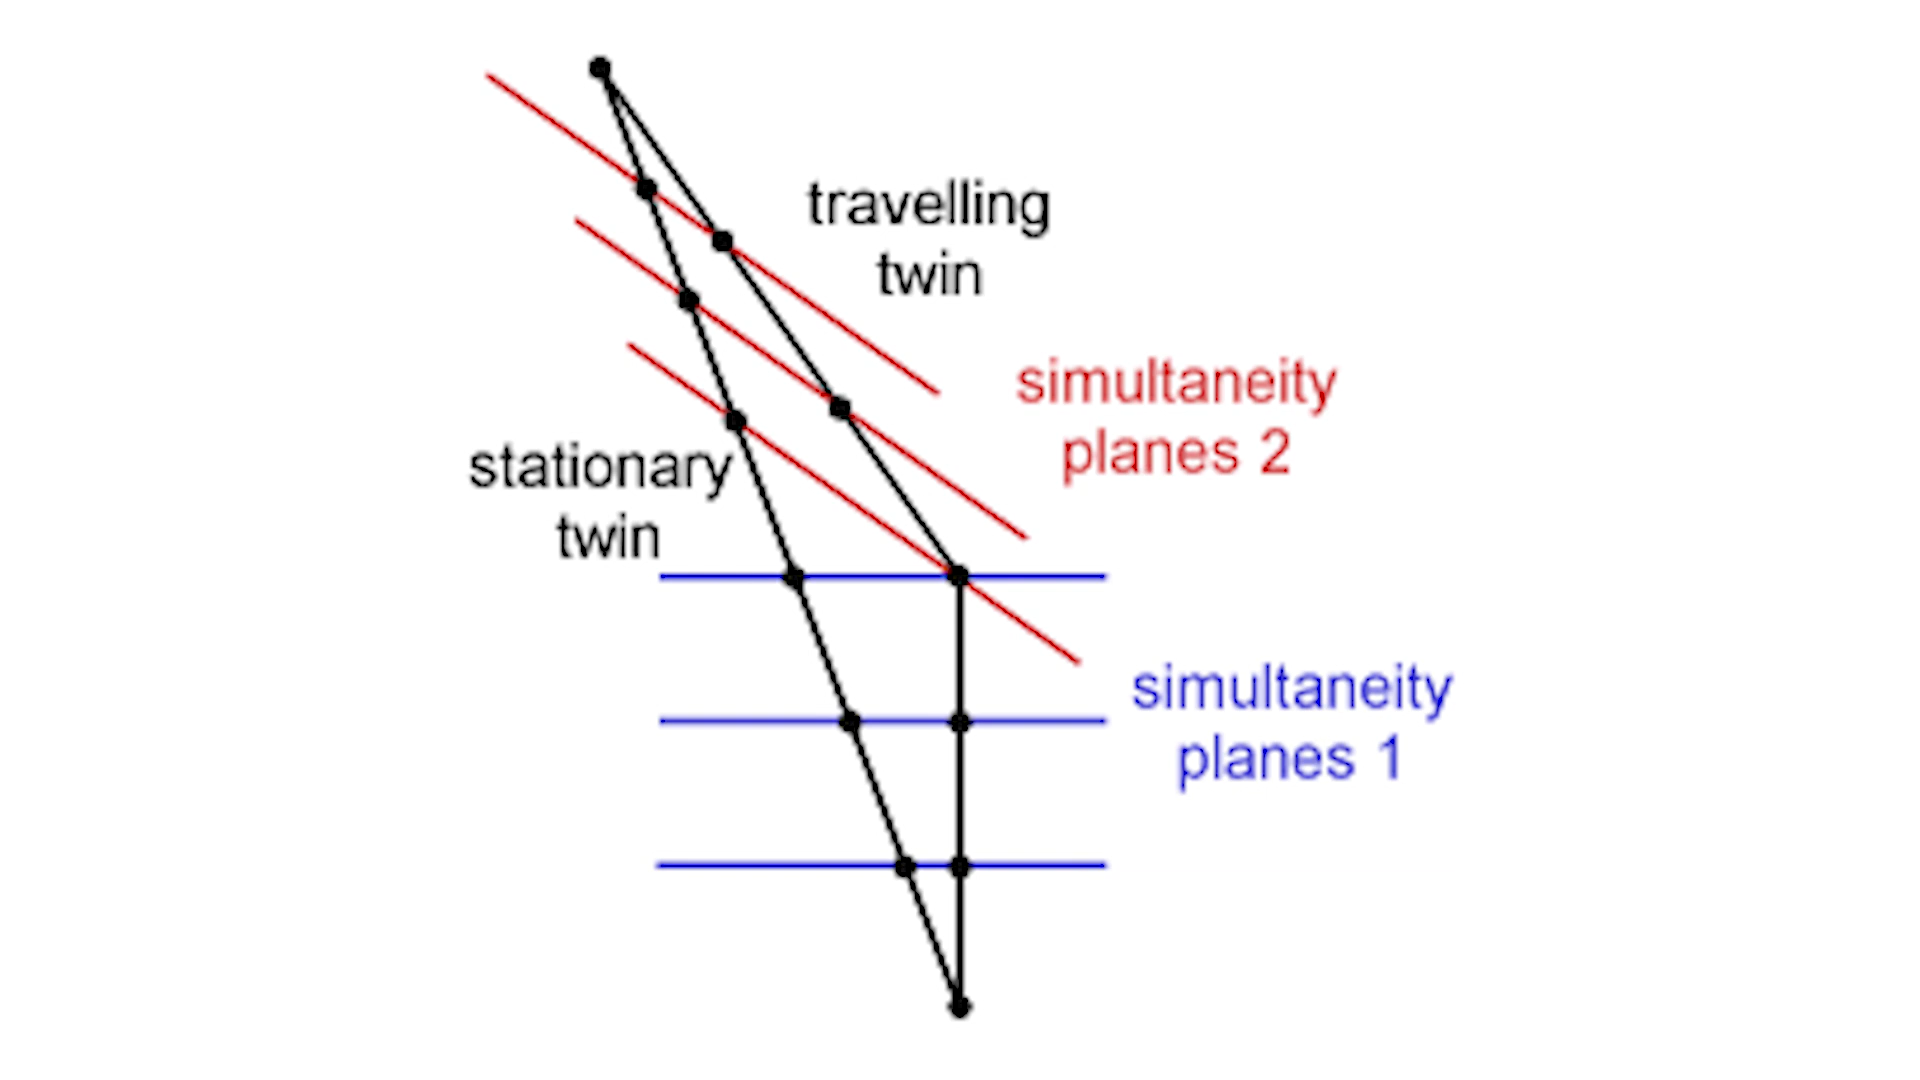 travelling
twin
simultaneity
planes 2
stationary
twin
simultaneity
planes 1